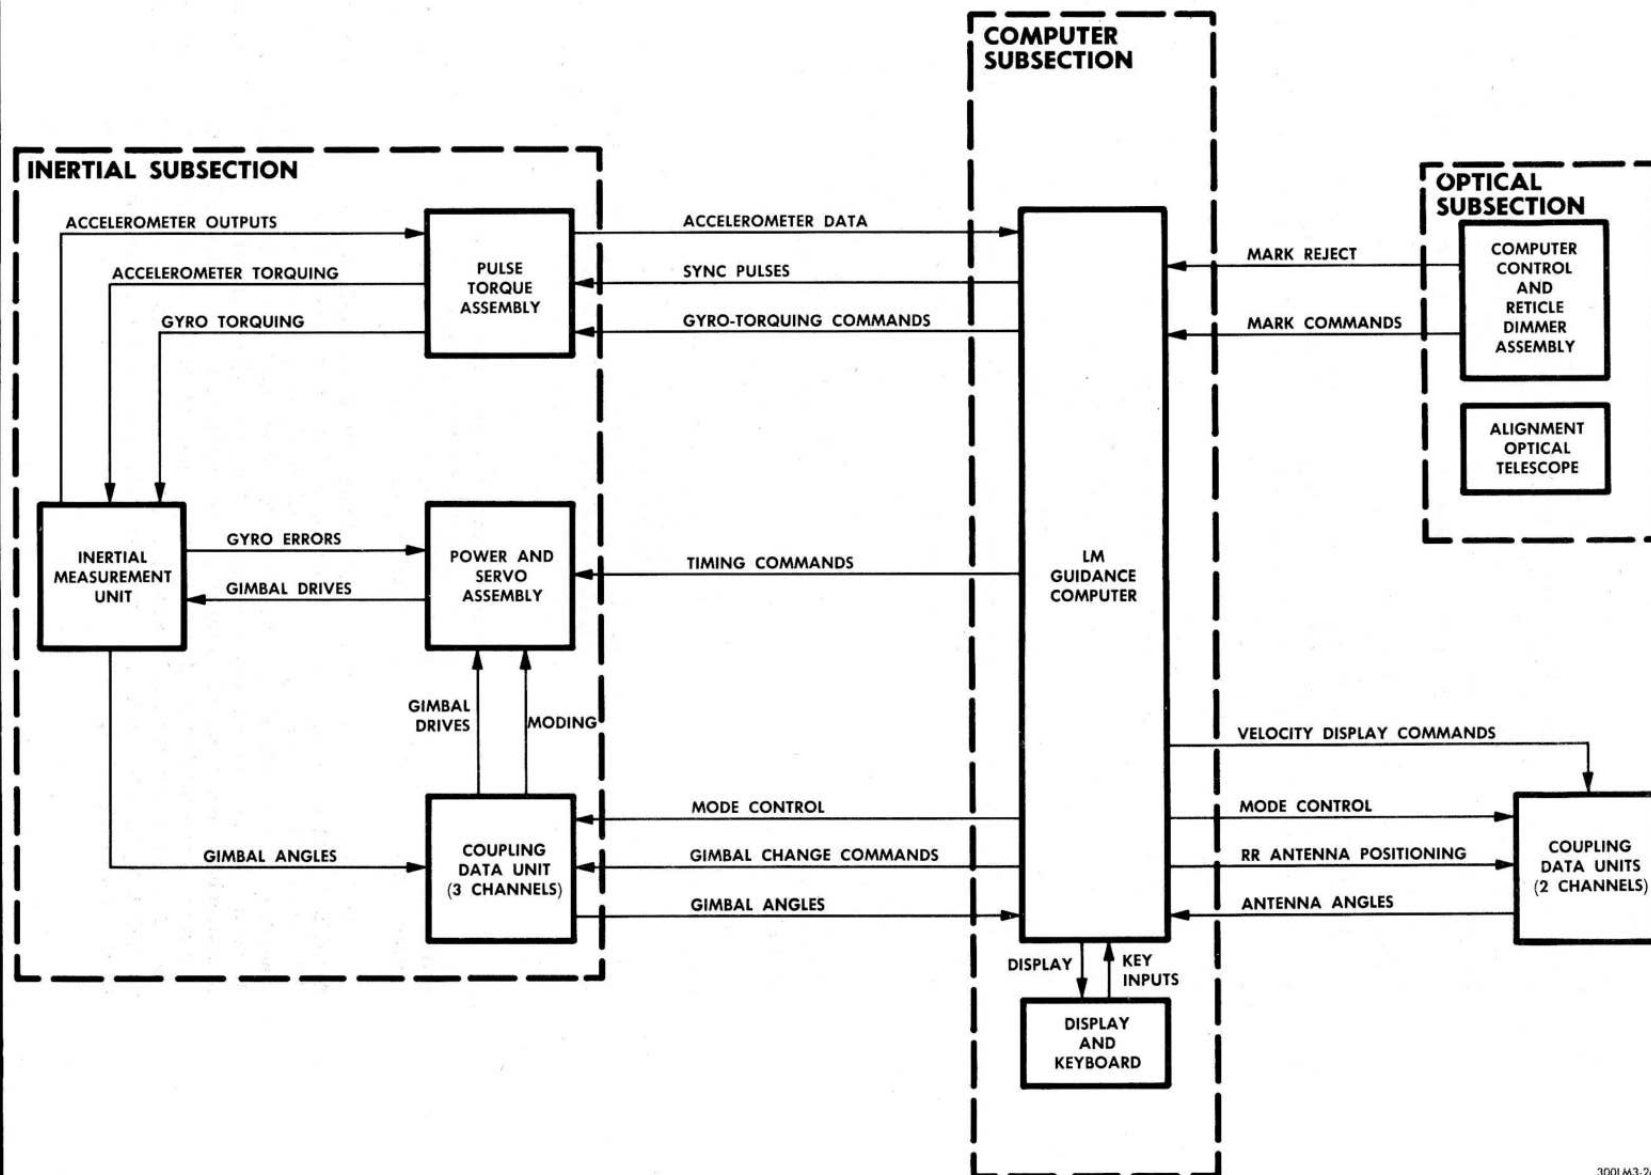 COMPUTER
SUBSECTION
INERTIAL SUBSECTION
OPTICAL
SUBSECTION
ACCELEROMETER OUTPUTS
ACCELEROMETER TORQUING
GYRO TORQUING
PULSE
TORQUE
ASSEMBLY
ACCELEROMETER DATA
SYNC PULSES
GYRO-TORQUING COMMANDS
MARK REJECT
MARK COMMANDS
COMPUTER
CONTROL
AND
RETICLE
DIMMER
ASSEMBLY
ALIGNMENT
OPTICAL
TELESCOPE
INERTIAL
MEASUREMENT
UNIT
GYRO ERRORS
GIMBAL DRIVES
POWER AND
SERVO
ASSEMBLY
TIMING COMMANDS
LM
GUIDANCE
COMPUTER
GIMBAL
DRIVES
MODING
VELOCITY DISPLAY COMMANDS
GIMBAL ANGLES
COUPLING
DATA UNIT
(3 CHANNELS)
MODE CONTROL
GIMBAL CHANGE COMMANDS
GIMBAL ANGLES
MODE CONTROL
RR ANTENNA POSITIONING
ANTENNA ANGLES
COUPLING
DATA UNITS
(2 CHANNELS)
DISPLAY
KEY
INPUTS
DISPLAY
AND
KEYBOARD